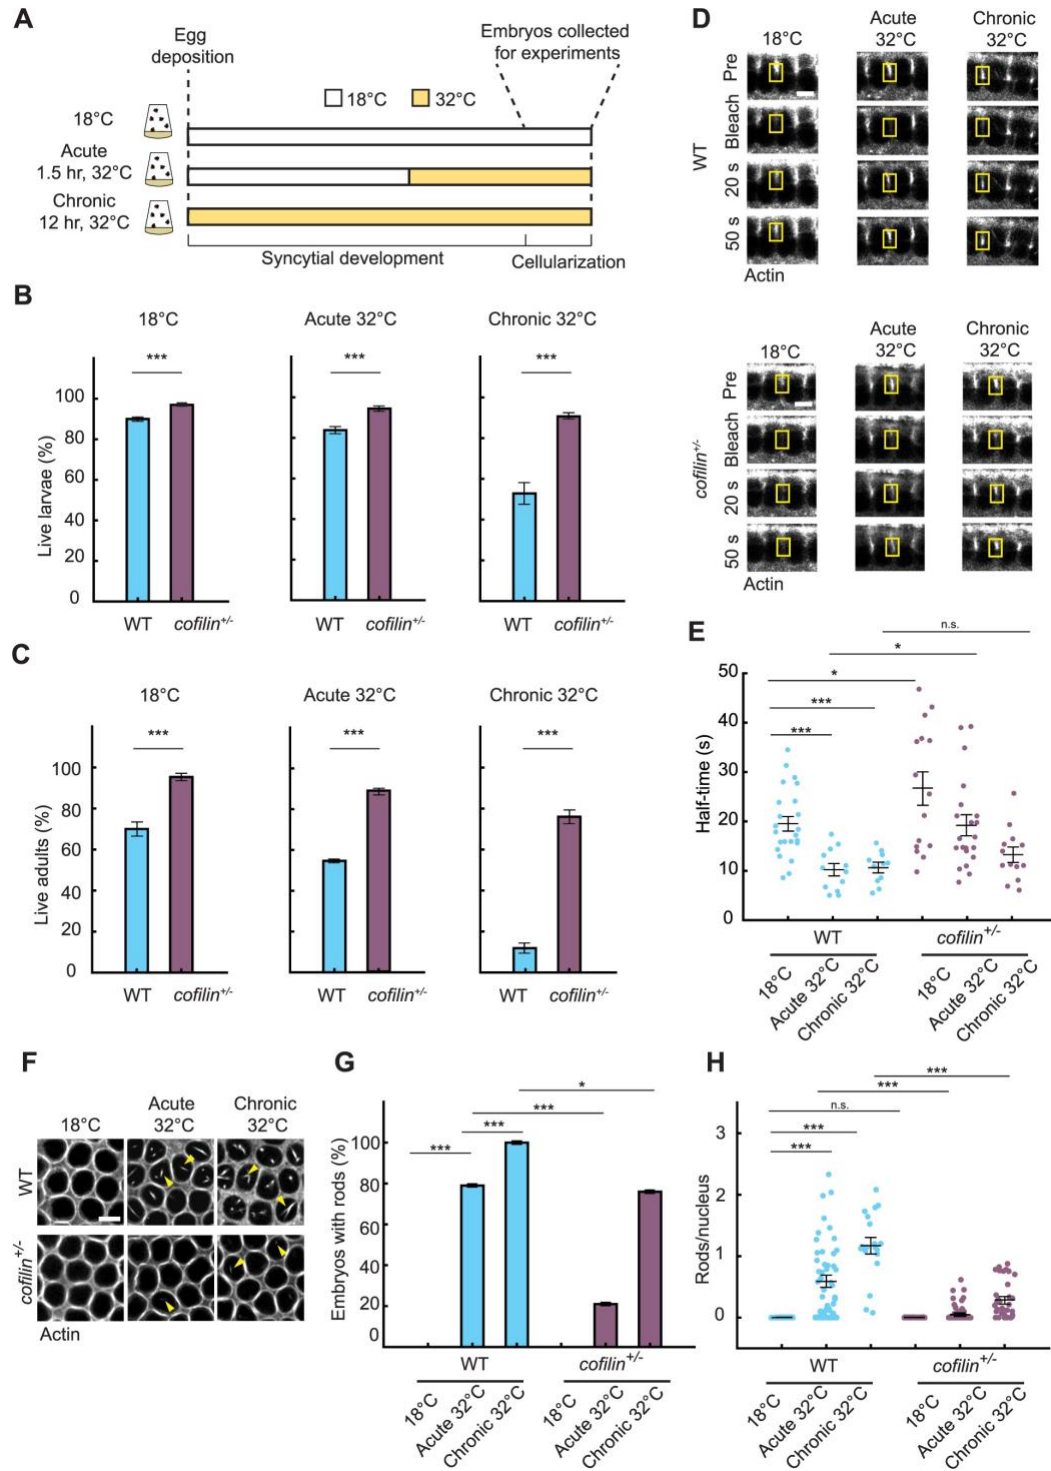 A
Egg
deposition
Embryos collected
for experiments
18°C
32°C
18°C
Acute
1.5 hr, 32°C
Chronic
12 hr, 32°C
Syncytial development
Cellularization
B
18°C
Acute 32°C
Chronic 32°C
***
***
***
Live larvae (%)
100
80
60
40
20
0
WT
cofilin+/-
WT
cofilin+/-
WT
cofilin+/-
C
18°C
Acute 32°C
Chronic 32°C
***
***
***
Live adults (%)
100
80
60
40
20
0
WT
cofilin+/-
WT
cofilin+/-
WT
cofilin+/-
D
18°C
Acute
32°C
Chronic
32°C
WT
Pre
Bleach
20 s
50 s
Actin
18°C
Acute
32°C
Chronic
32°C
cofilin+/-
Pre
Bleach
20 s
50 s
Actin
E
n.s.
*
*
***
***
Half-time (s)
50
40
30
20
10
0
WT
cofilin+/-
18°C
Acute 32°C
Chronic 32°C
18°C
Acute 32°C
Chronic 32°C
F
18°C
Acute
32°C
Chronic
32°C
WT
cofilin+/-
Actin
G
*
***
***
***
Embryos with rods (%)
100
80
60
40
20
0
WT
cofilin+/-
18°C
Acute 32°C
Chronic 32°C
18°C
Acute 32°C
Chronic 32°C
H
***
***
n.s.
***
***
Rods/nucleus
3
2
1
0
WT
cofilin+/-
18°C
Acute 32°C
Chronic 32°C
18°C
Acute 32°C
Chronic 32°C